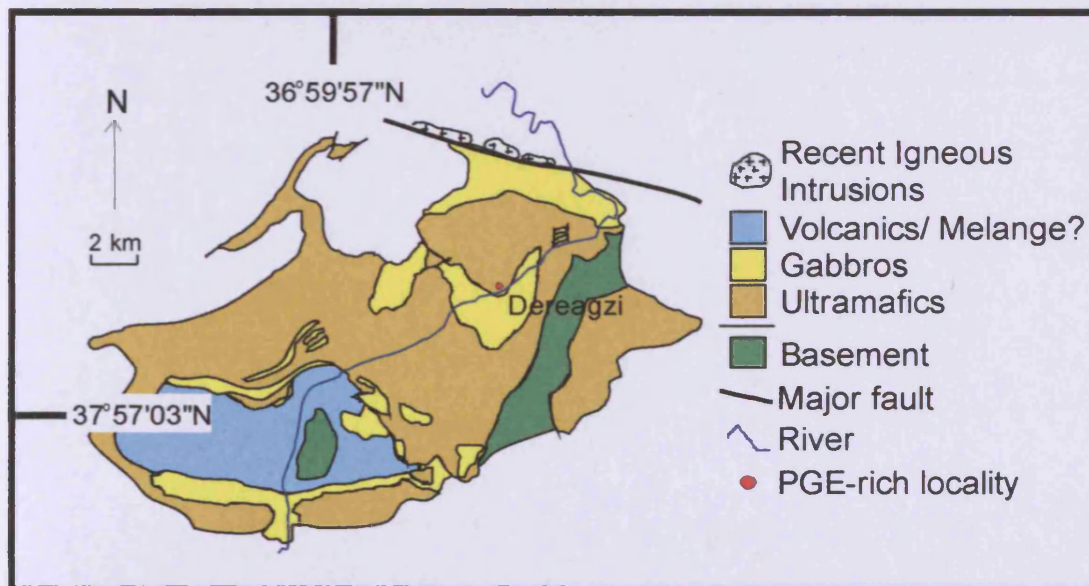 36°59'57"N
N
2 km
Dereagzi
37°57'03"N
Recent Igneous
Intrusions
Volcanics/ Melange?
Gabbros
Ultramafics
Basement
Major fault
River
PGE-rich locality